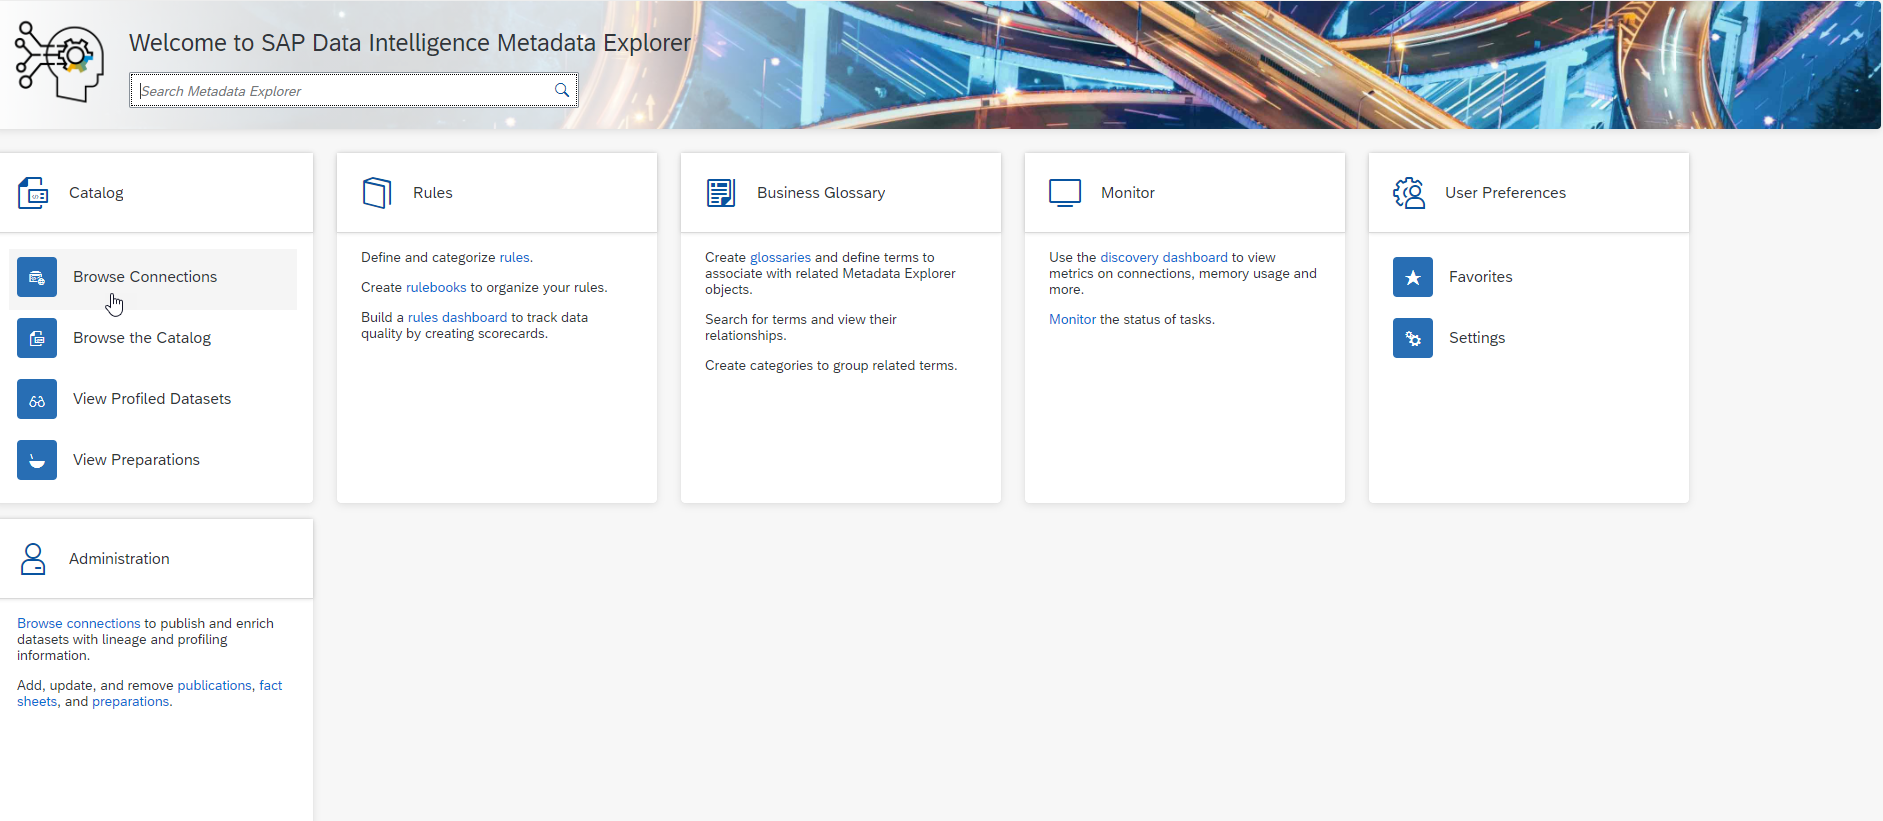 Welcome to SAP Data Intelligence Metadata Explorer
Search Metadata Explorer
Catalog
Browse Connections
Browse the Catalog
View Profiled Datasets
View Preparations
Rules
Define and categorize rules.
Create rulebooks to organize your rules.
Build a rules dashboard to track data
quality by creating scorecards.
Business Glossary
Create glossaries and define terms to
associate with related Metadata Explorer
objects.
Search for terms and view their
relationships.
Create categories to group related terms.
Monitor
Use the discovery dashboard to view
metrics on connections, memory usage and
more.
Monitor the status of tasks.
User Preferences
Favorites
Settings
Administration
Browse connections to publish and enrich
datasets with lineage and profiling
information.
Add, update, and remove publications, fact
sheets, and preparations.